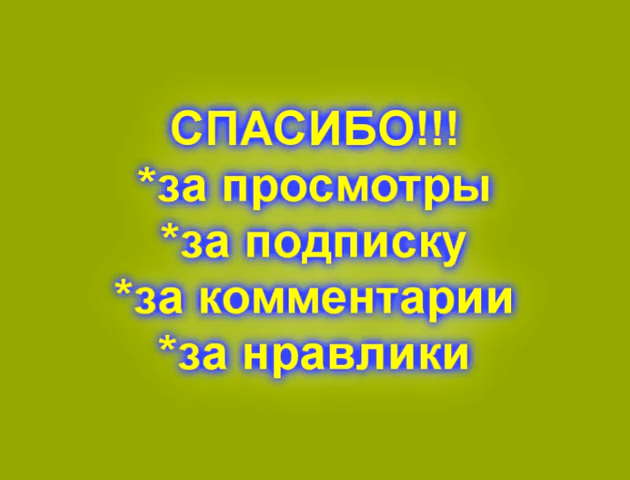 СПАСИБО!!!
*за просмотры
*за подписку
*за комментарии
*за нравлики